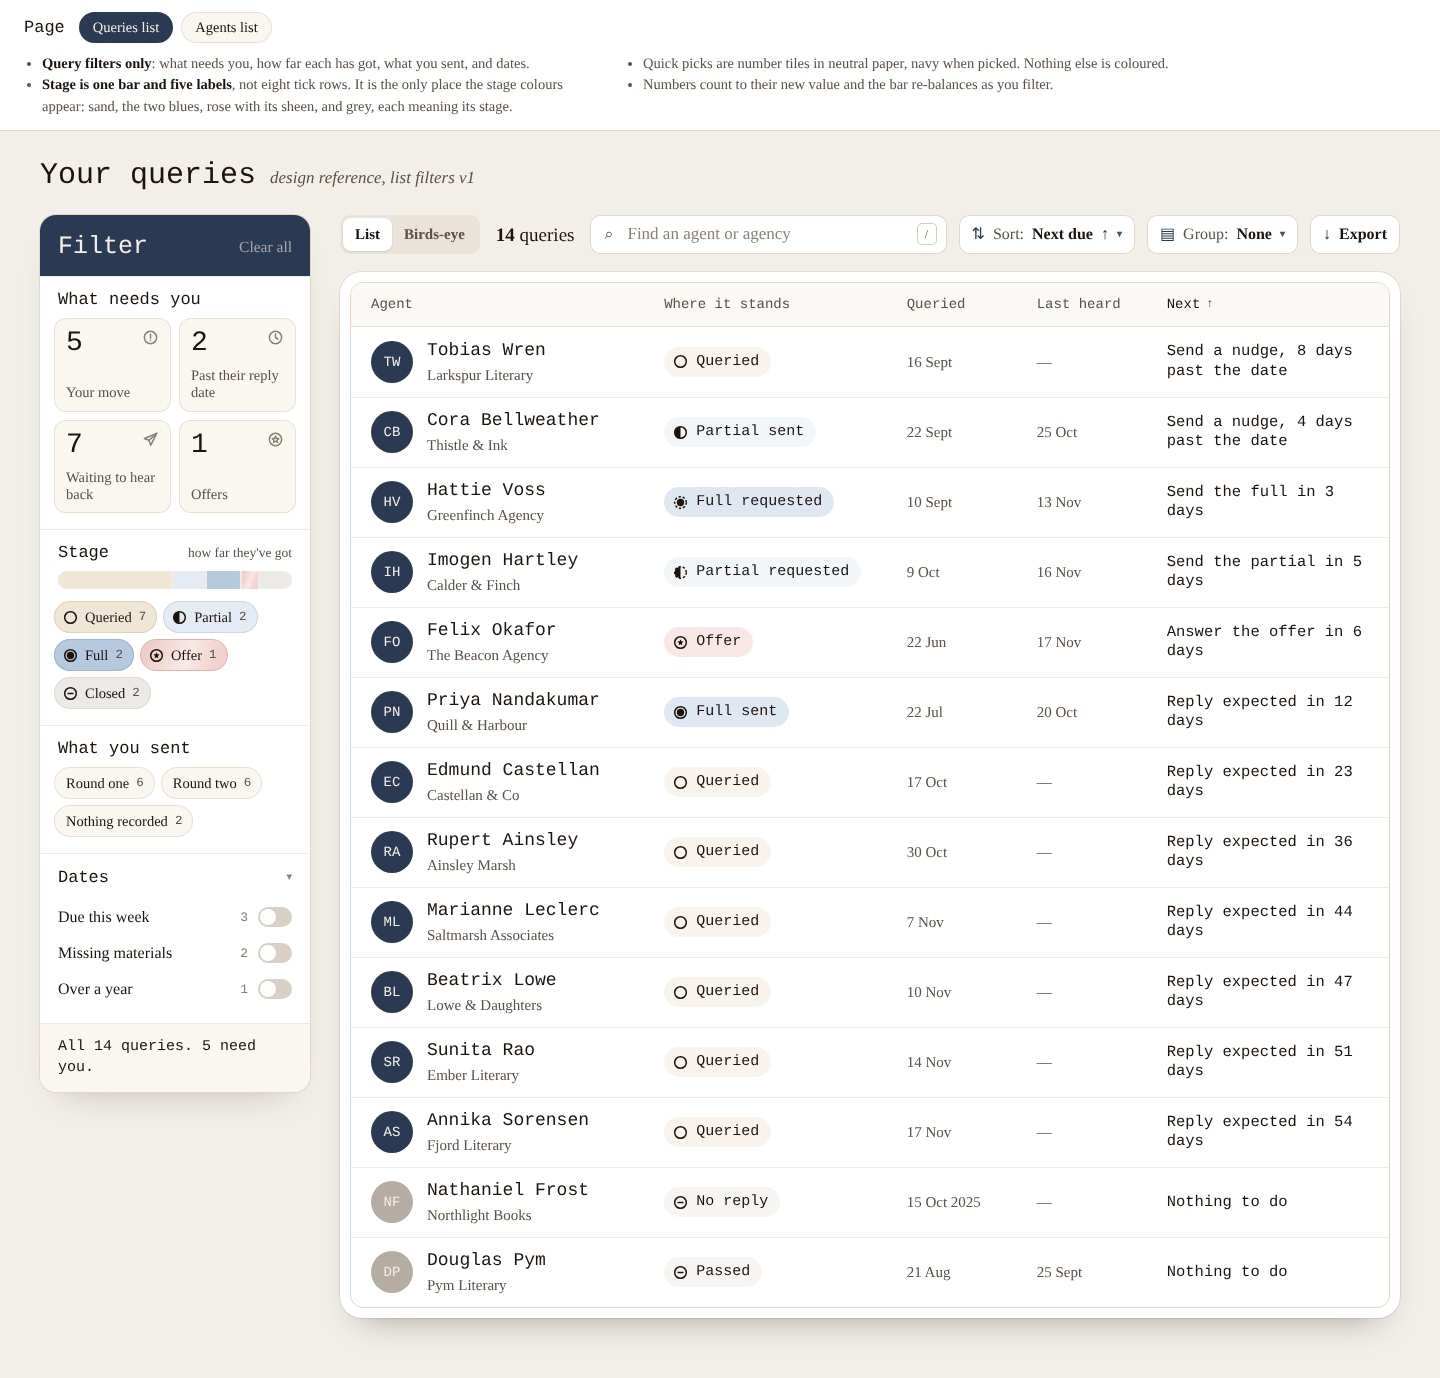 Page Queries list Agents list
• Query filters only: what needs you, how far each has got, what you sent, and dates.
• Stage is one bar and five labels, not eight tick rows. It is the only place the stage colours
appear: sand, the two blues, rose with its sheen, and grey, each meaning its stage.
• Quick picks are number tiles in neutral paper, navy when picked. Nothing else is coloured.
• Numbers count to their new value and the bar re-balances as you filter.
Your queries design reference, list filters v1
Filter Clear all
What needs you
5
Your move
2
Past their reply
date
7
Waiting to hear
back
1
Offers
Stage how far they've got
Queried 7 Partial 2
Full 2 Offer 1
Closed 2
What you sent
Round one 6 Round two 6
Nothing recorded 2
Dates ▾
Due this week 3
Missing materials 2
Over a year 1
All 14 queries. 5 need
you.
List Birds-eye 14 queries Find an agent or agency / Sort: Next due ↑ ▾ Group: None ▾ ↓ Export
Agent Where it stands Queried Last heard Next ↑
TW Tobias Wren
Larkspur Literary
Queried 16 Sept —
Send a nudge, 8 days
past the date
CB Cora Bellweather
Thistle & Ink
Partial sent 22 Sept 25 Oct
Send a nudge, 4 days
past the date
HV Hattie Voss
Greenfinch Agency
Full requested 10 Sept 13 Nov
Send the full in 3
days
IH Imogen Hartley
Calder & Finch
Partial requested 9 Oct 16 Nov
Send the partial in 5
days
FO Felix Okafor
The Beacon Agency
Offer 22 Jun 17 Nov
Answer the offer in 6
days
PN Priya Nandakumar
Quill & Harbour
Full sent 22 Jul 20 Oct
Reply expected in 12
days
EC Edmund Castellan
Castellan & Co
Queried 17 Oct —
Reply expected in 23
days
RA Rupert Ainsley
Ainsley Marsh
Queried 30 Oct —
Reply expected in 36
days
ML Marianne Leclerc
Saltmarsh Associates
Queried 7 Nov —
Reply expected in 44
days
BL Beatrix Lowe
Lowe & Daughters
Queried 10 Nov —
Reply expected in 47
days
SR Sunita Rao
Ember Literary
Queried 14 Nov —
Reply expected in 51
days
AS Annika Sorensen
Fjord Literary
Queried 17 Nov —
Reply expected in 54
days
NF Nathaniel Frost
Northlight Books
No reply 15 Oct 2025 —
Nothing to do
DP Douglas Pym
Pym Literary
Passed 21 Aug 25 Sept
Nothing to do